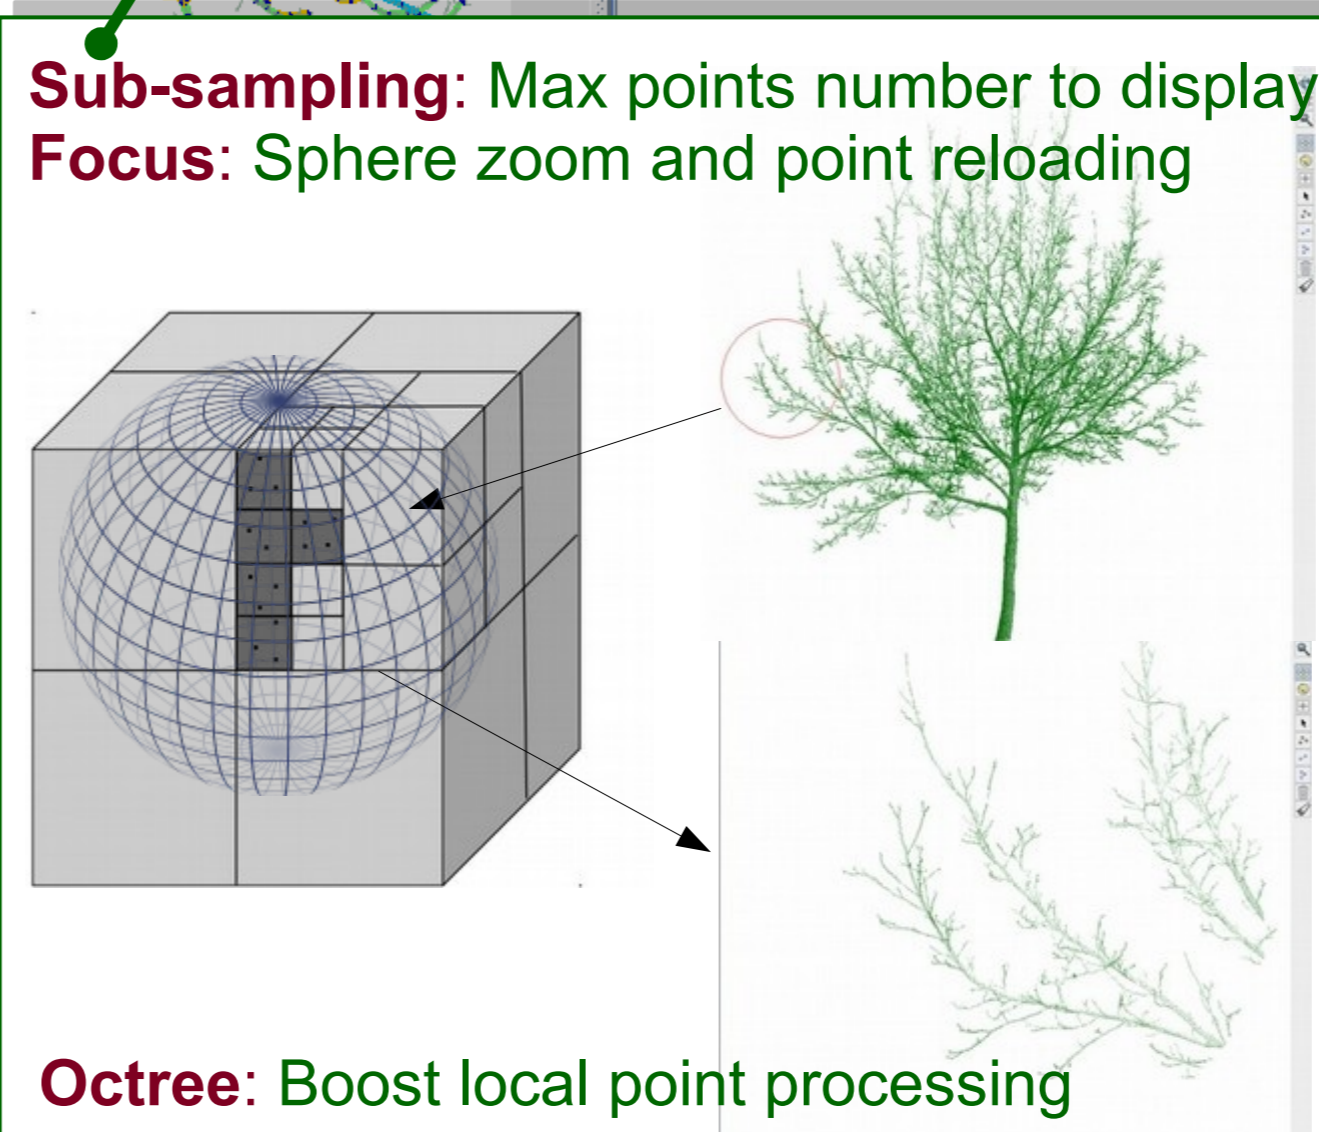 Sub-sampling: Max points number to display
Focus: Sphere zoom and point reloading
Octree: Boost local point processing